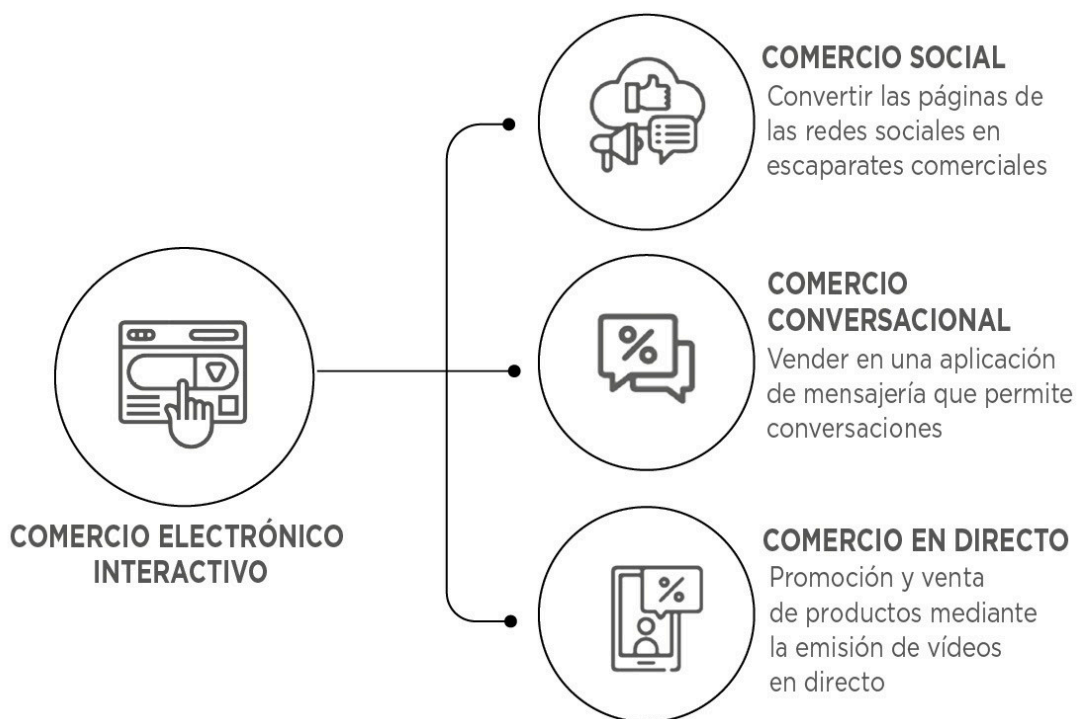 COMERCIO SOCIAL
Convertir las páginas de
las redes sociales en
escaparates comerciales
COMERCIO
CONVERSACIONAL
Vender en una aplicación
de mensajería que permite
conversaciones
COMERCIO ELECTRÓNICO
INTERACTIVO
COMERCIO EN DIRECTO
Promoción y venta
de productos mediante
la emisión de vídeos
en directo